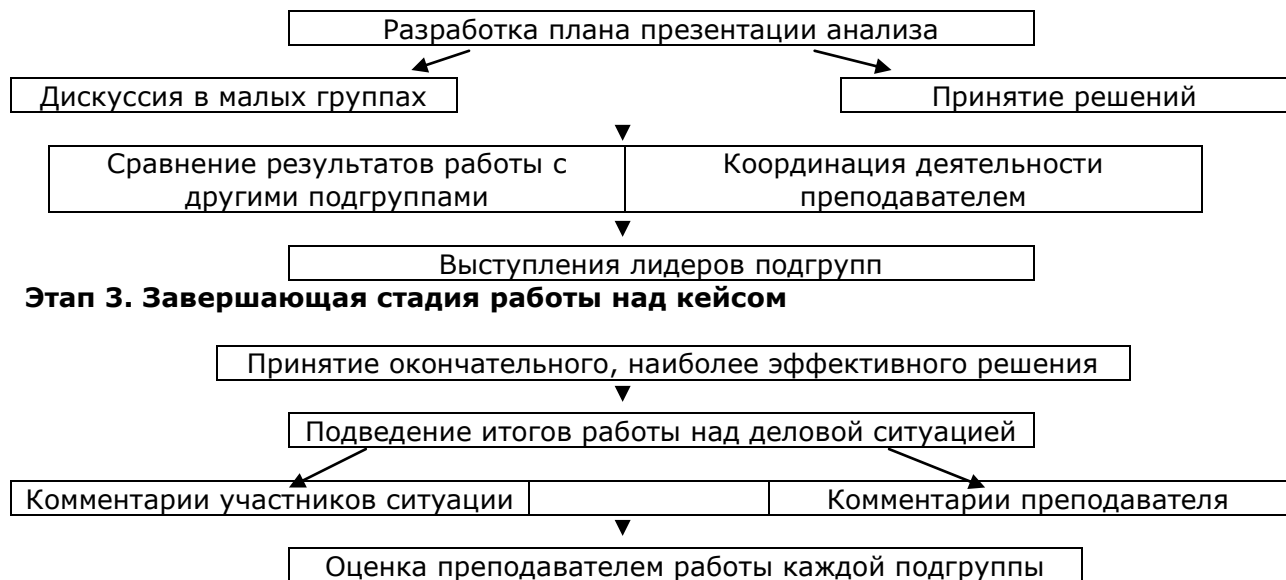 Разработка плана презентации анализа
Дискуссия в малых группах
Принятие решений
Сравнение результатов работы с
другими подгруппами
Координация деятельности
преподавателем
Выступления лидеров подгрупп
Этап 3. Завершающая стадия работы над кейсом
Принятие окончательного, наиболее эффективного решения
Подведение итогов работы над деловой ситуацией
Комментарии участников ситуации
Комментарии преподавателя
Оценка преподавателем работы каждой подгруппы